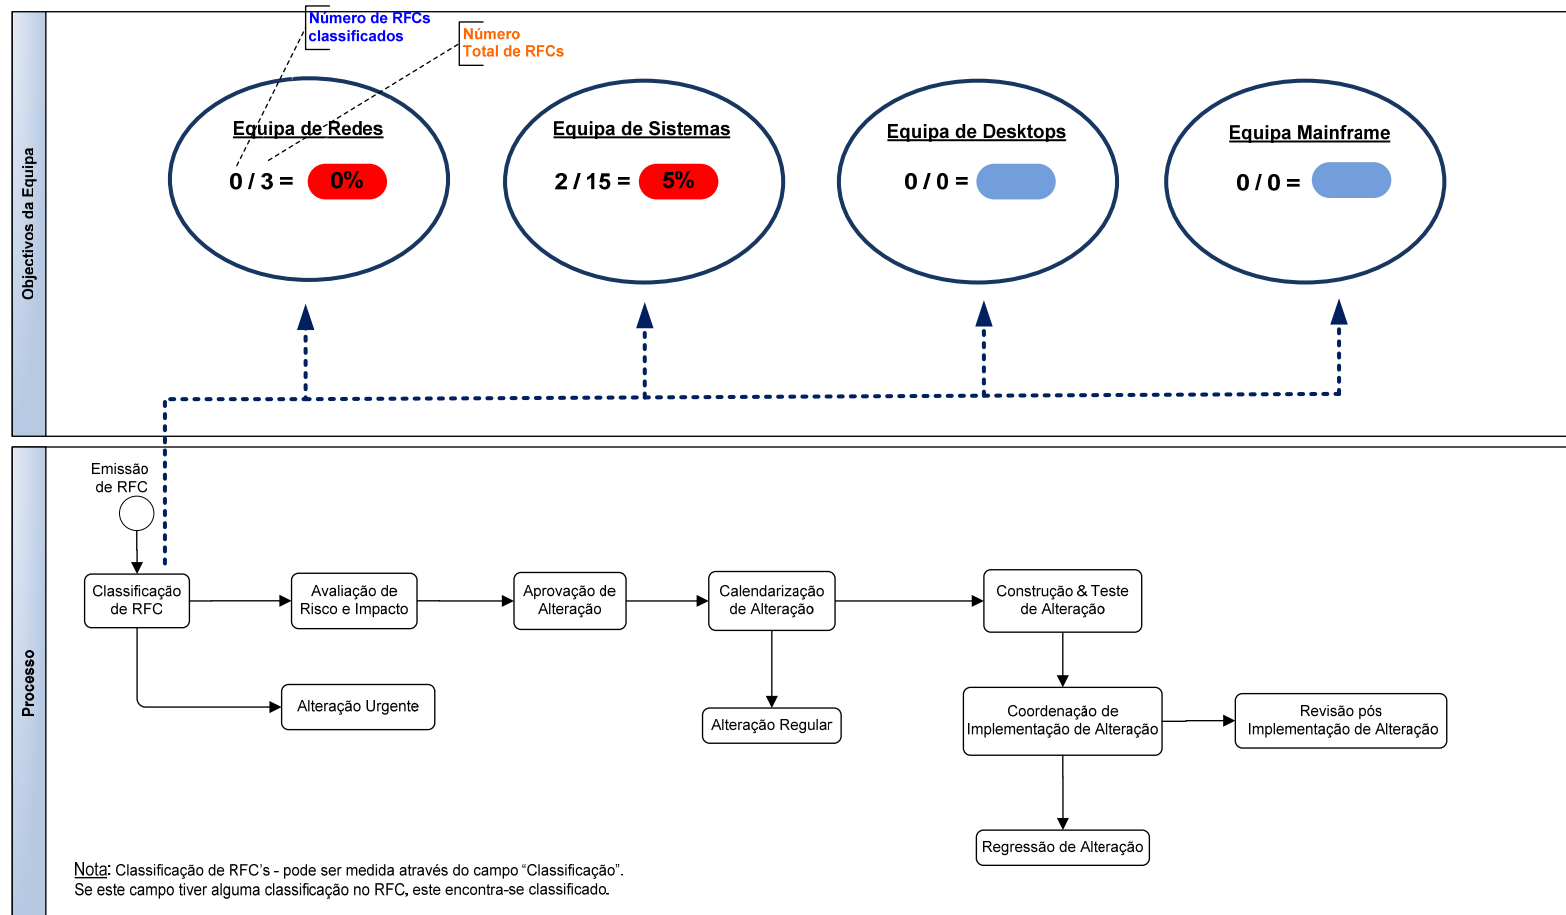 Objectivos da Equipa
Número de RFCs
classificados
Número
Total de RFCs
Equipa de Redes
0 / 3 = 0%
Equipa de Sistemas
2 / 15 = 5%
Equipa de Desktops
0 / 0 =
Equipa Mainframe
0 / 0 =
Processo
Emissão
de RFC
Classificação
de RFC
Avaliação de
Risco e Impacto
Aprovação de
Alteração
Calendarização
de Alteração
Construção & Teste
de Alteração
Alteração Urgente
Alteração Regular
Coordenação de
Implementação de Alteração
Revisão pós
Implementação de Alteração
Regressão de Alteração
Nota: Classificação de RFC’s - pode ser medida através do campo “Classificação”.
Se este campo tiver alguma classificação no RFC, este encontra-se classificado.